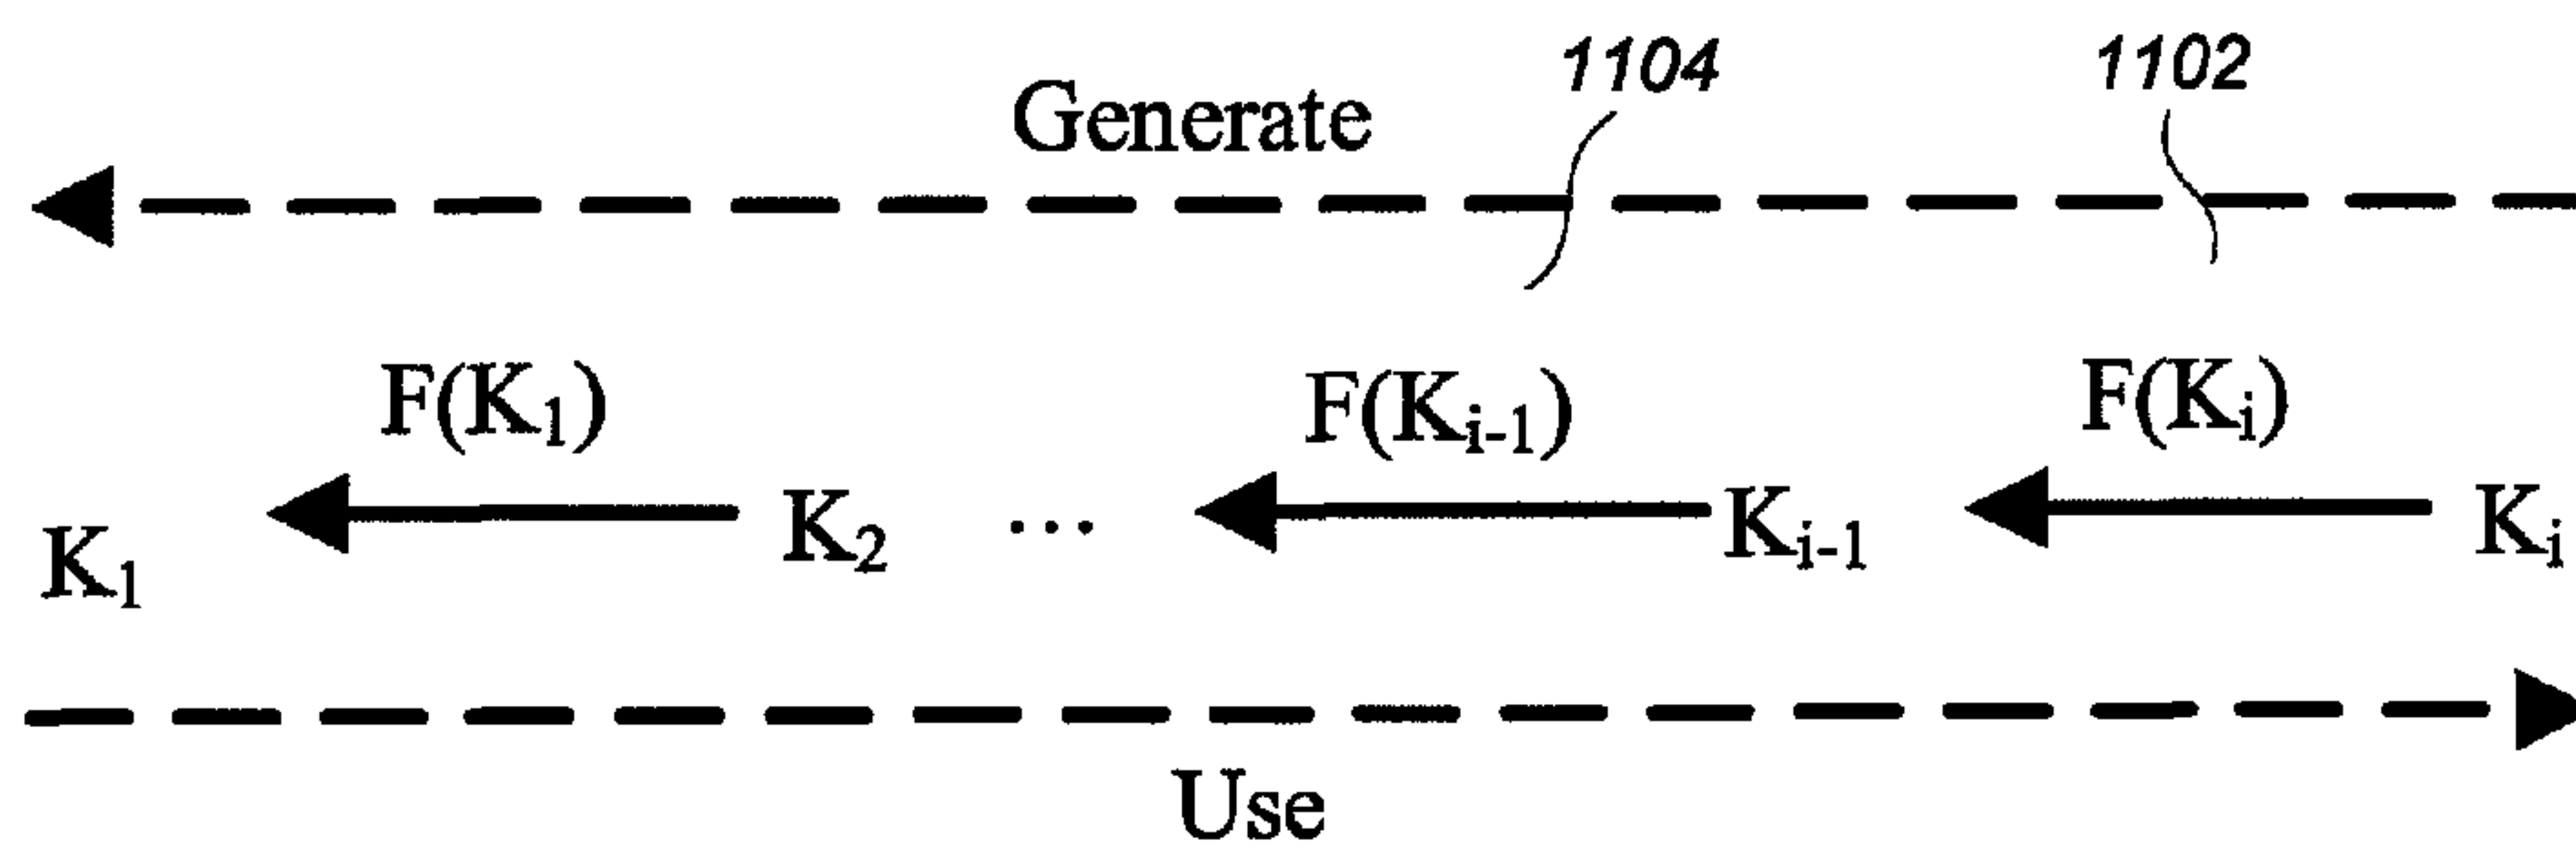 1104 1102
Generate
F(K₁) F(Kᵢ₋₁) F(Kᵢ)
K₁ K₂ ... Kᵢ₋₁ Kᵢ
Use